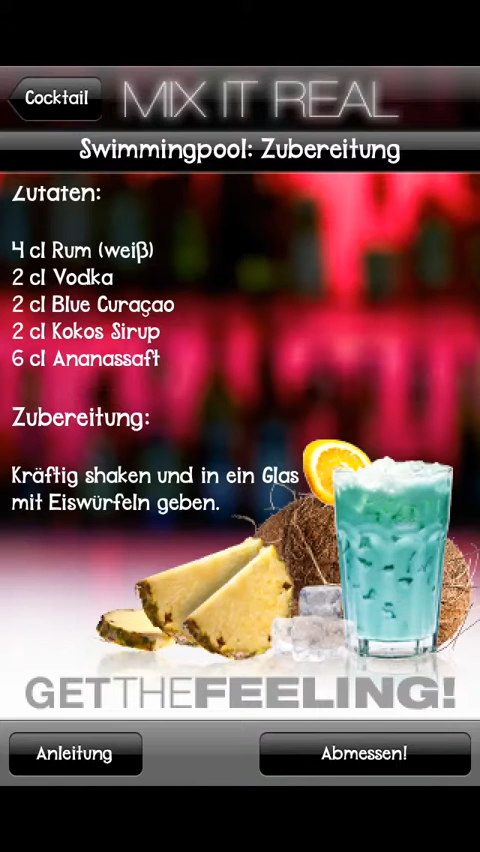 Cocktail
MIX IT REAL
Swimmingpool: Zubereitung
Zutaten:
4 cl Rum (weiß)
2 cl Vodka
2 cl Blue Curaçao
2 cl Kokos Sirup
6 cl Ananassaft
Zubereitung:
Kräftig shaken und in ein Glas
mit Eiswürfeln geben.
GETTHEFEELING!
Anleitung
Abmessen!